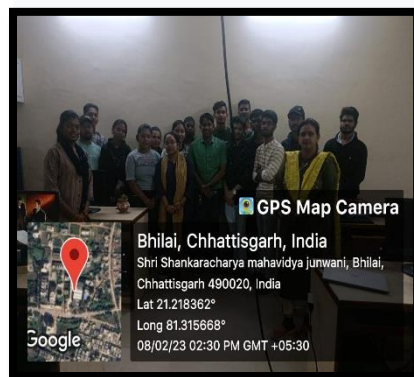 GPS Map Camera
Bhilai, Chhattisgarh, India
Shri Shankaracharya mahavidya junwani, Bhilai,
Chhattisgarh 490020, India
Lat 21.218362°
Long 81.315668°
08/02/23 02:30 PM GMT +05:30
Google